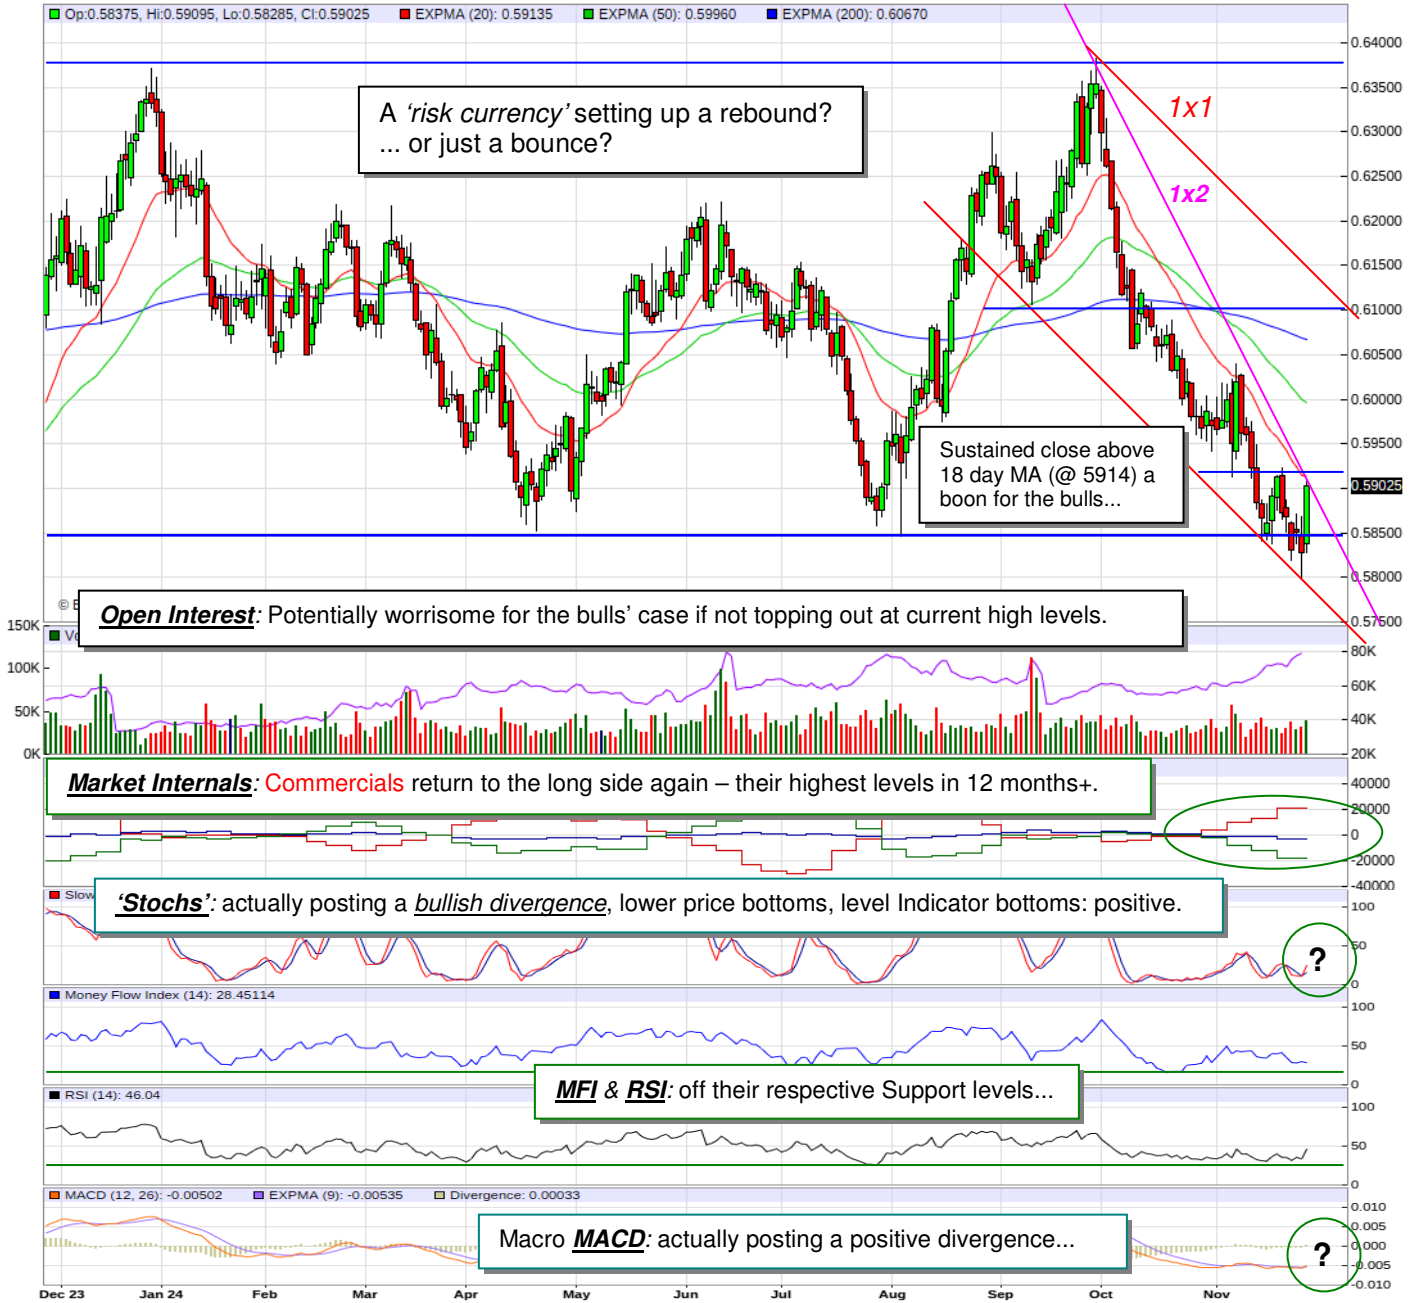 Op:0.58375, Hi:0.59095, Lo:0.58285, Cl:0.59025 EXPMA (20): 0.59135 EXPMA (50): 0.59960 EXPMA (200): 0.60670
0.64000
A ‘risk currency’ setting up a rebound?
... or just a bounce?
1x1
0.63500
0.63000
0.62500
1x2
0.62000
0.61500
0.61000
0.60500
0.60000
0.59500
Sustained close above
18 day MA (@ 5914) a
boon for the bulls...
0.59025
0.58500
0.58000
©
Open Interest: Potentially worrisome for the bulls’ case if not topping out at current high levels.
0.57500
150K
100K
50K
0K
80K
60K
40K
20K
Market Internals: Commercials return to the long side again – their highest levels in 12 months+.
40000
20000
0
-20000
-40000
Slow
‘Stochs’: actually posting a bullish divergence, lower price bottoms, level Indicator bottoms: positive.
100
50
0
?
Money Flow Index (14): 28.45114
100
50
0
MFI & RSI: off their respective Support levels...
RSI (14): 46.04
100
50
0
MACD (12, 26): -0.00502 EXPMA (9): -0.00535 Divergence: 0.00033
Macro MACD: actually posting a positive divergence...
0.010
0.005
0.000
-0.005
-0.010
?
Dec 23 Jan 24 Feb Mar Apr May Jun Jul Aug Sep Oct Nov